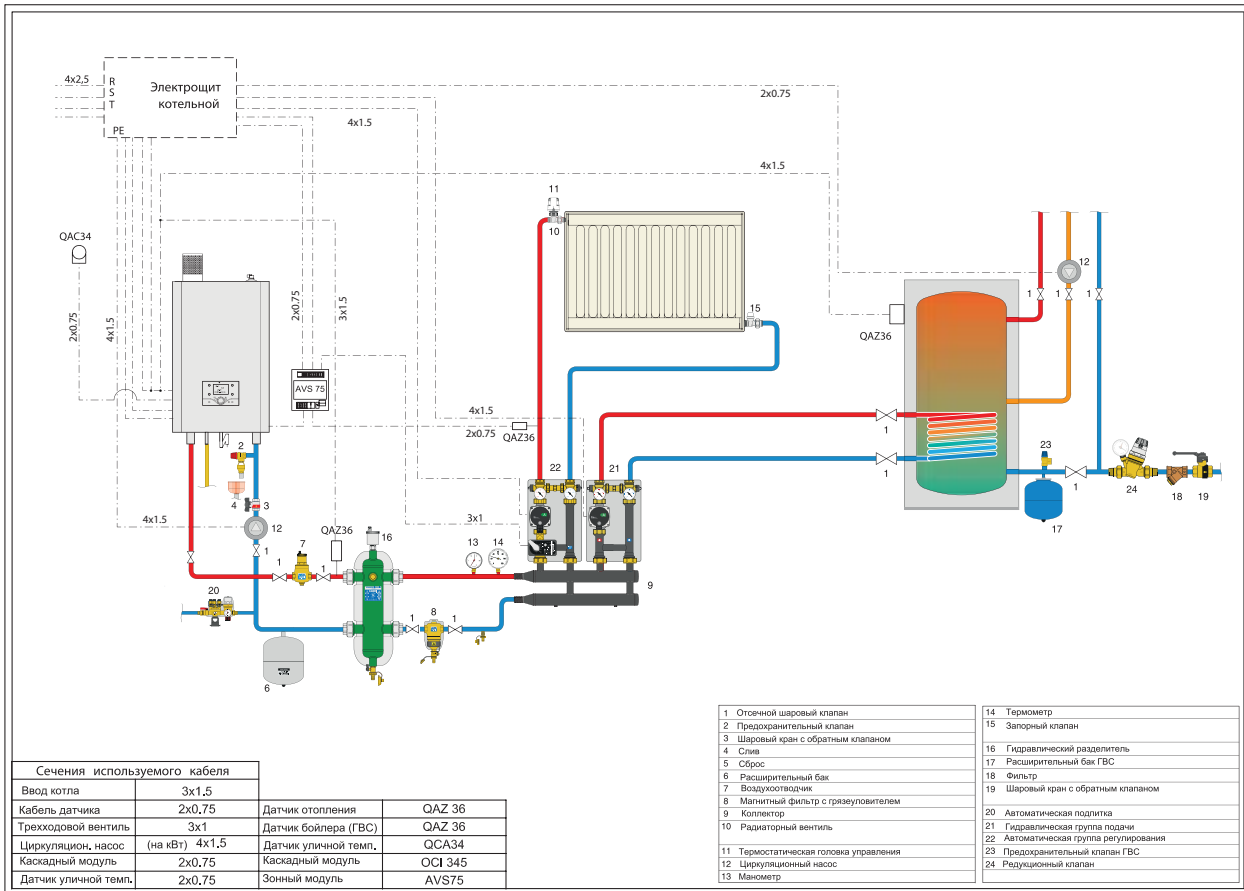 4x2,5
R
S
T
PE
Электрощит
котельной
2x0.75
4x1.5
4x1.5
11
10
QAC34
12
1
1
1
2x0.75
4x1.5
2x0.75
3x1.5
15
QAZ36
AVS 75
4x1.5
2x0.75
QAZ36
1
1
2
4
3
22
21
23
1
24
18
19
17
4x1.5
12
QAZ36
3x1
1
7
16
13
14
1
1
9
20
8
1
1
6
Сечения используемого кабеля
Ввод котла 3x1.5
Кабель датчика 2x0.75 Датчик отопления QAZ 36
Трехходовой вентиль 3x1 Датчик бойлера (ГВС) QAZ 36
Циркуляцион. насос (на кВт) 4x1.5 Датчик уличной темп. QCA34
Каскадный модуль 2x0.75 Каскадный модуль OCI 345
Датчик уличной темп. 2x0.75 Зонный модуль AVS75
1 Отсечной шаровый клапан
2 Предохранительный клапан
3 Шаровый кран с обратным клапаном
4 Слив
5 Сброс
6 Расширительный бак
7 Воздухоотводчик
8 Магнитный фильтр с грязеуловителем
9 Коллектор
10 Радиаторный вентиль
11 Термостатическая головка управления
12 Циркуляционный насос
13 Манометр
14 Термометр
15 Запорный клапан
16 Гидравлический разделитель
17 Расширительный бак ГВС
18 Фильтр
19 Шаровый кран с обратным клапаном
20 Автоматическая подпитка
21 Гидравлическая группа подачи
22 Автоматическая группа регулирования
23 Предохранительный клапан ГВС
24 Редукционный клапан